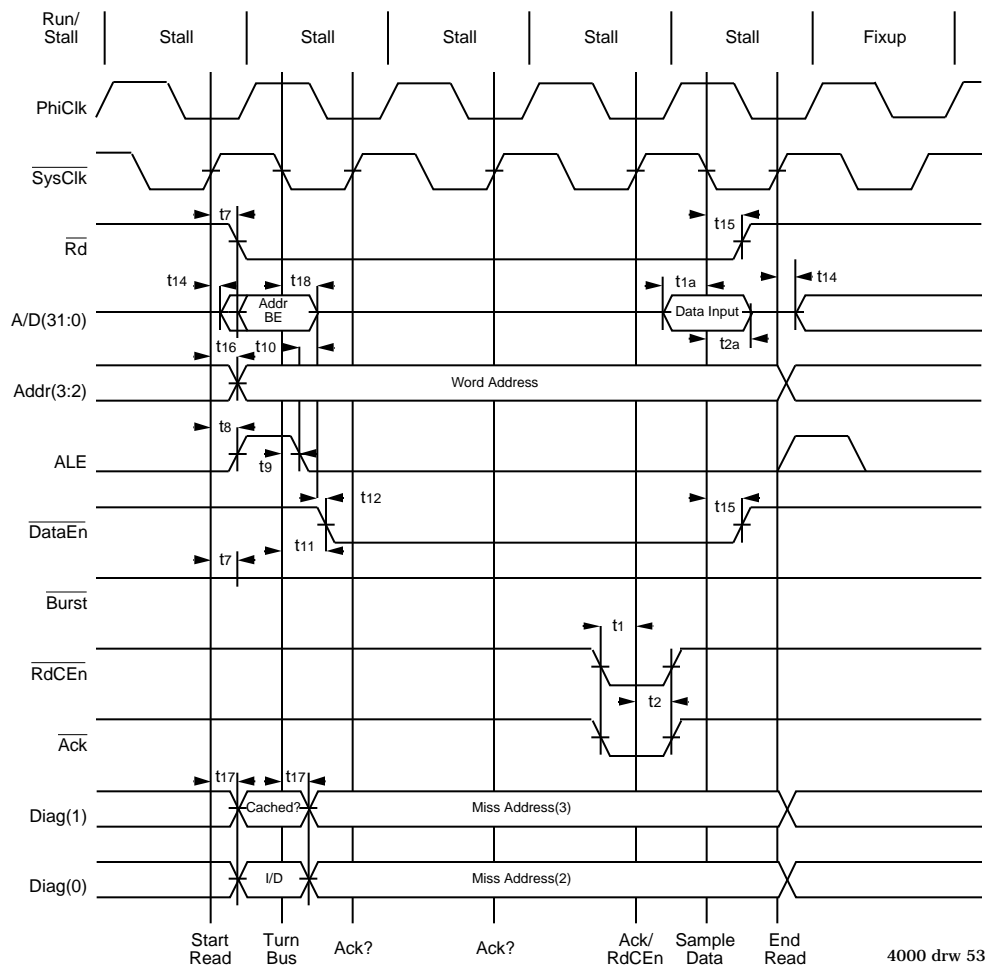 Run/
Stall
Stall
Stall
Stall
Stall
Stall
Fixup
PhiClk
SysClk
t7
t15
Rd
t14
t18
t1a
t14
Addr
BE
Data Input
A/D(31:0)
t2a
t16
t10
Word Address
Addr(3:2)
t8
t9
ALE
t12
t15
DataEn
t11
t7
Burst
t1
RdCEn
t2
Ack
t17
t17
Cached?
Miss Address(3)
Diag(1)
I/D
Miss Address(2)
Diag(0)
Start
Read
Turn
Bus
Ack?
Ack?
Ack/
RdCEn
Sample
Data
End
Read
4000 drw 53